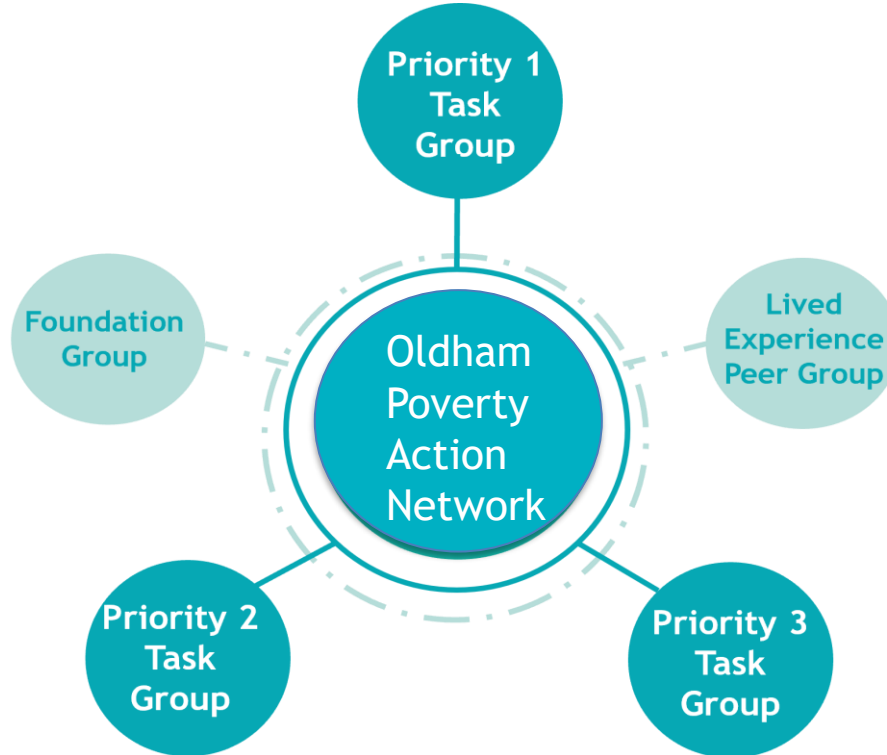 Priority 1
Task
Group
Foundation
Group
Lived
Experience
Peer Group
Oldham
Poverty
Action
Network
Priority 2
Task
Group
Priority 3
Task
Group